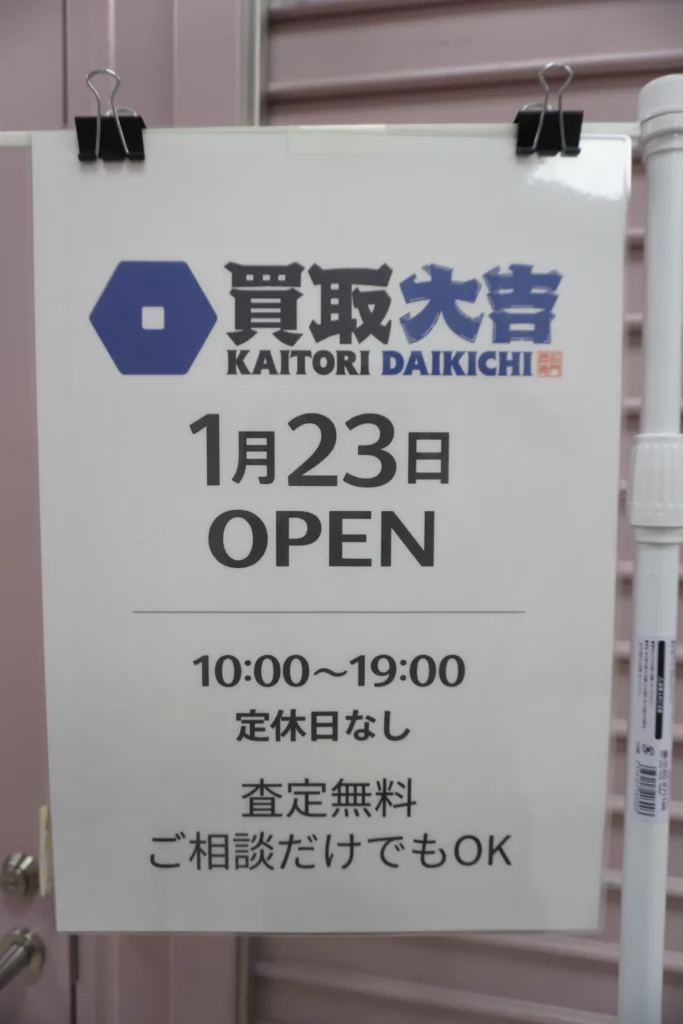 買取大吉
KAITORI DAIKICHI
1月23日
OPEN
10:00～19:00
定休日なし
査定無料
ご相談だけでもOK